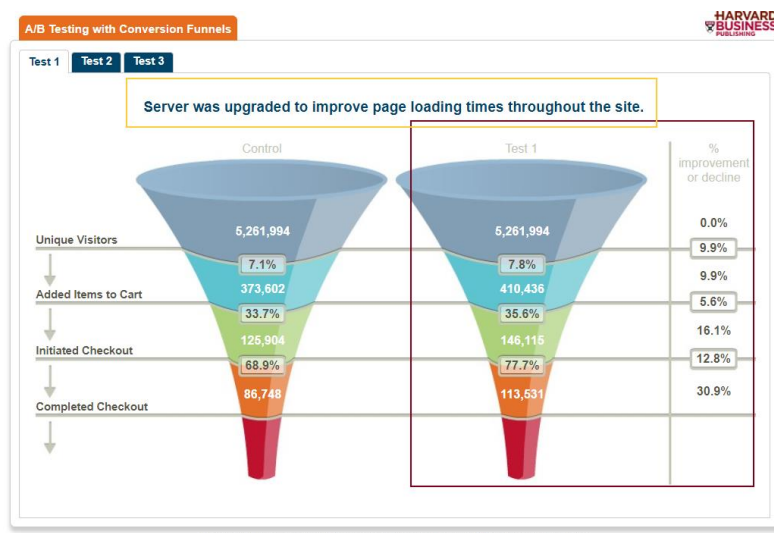 A/B Testing with Conversion Funnels
HARVARD
BUSINESS
PUBLISHING
Test 1 Test 2 Test 3
Server was upgraded to improve page loading times throughout the site.
Control Test 1 %
improvement
or decline
5,261,994 5,261,994 0.0%
Unique Visitors
7.1% 7.8% 9.9%
373,602 410,436 9.9%
Added Items to Cart
33.7% 35.6% 5.6%
125,904 146,115 16.1%
Initiated Checkout
68.9% 77.7% 12.8%
86,748 113,531 30.9%
Completed Checkout